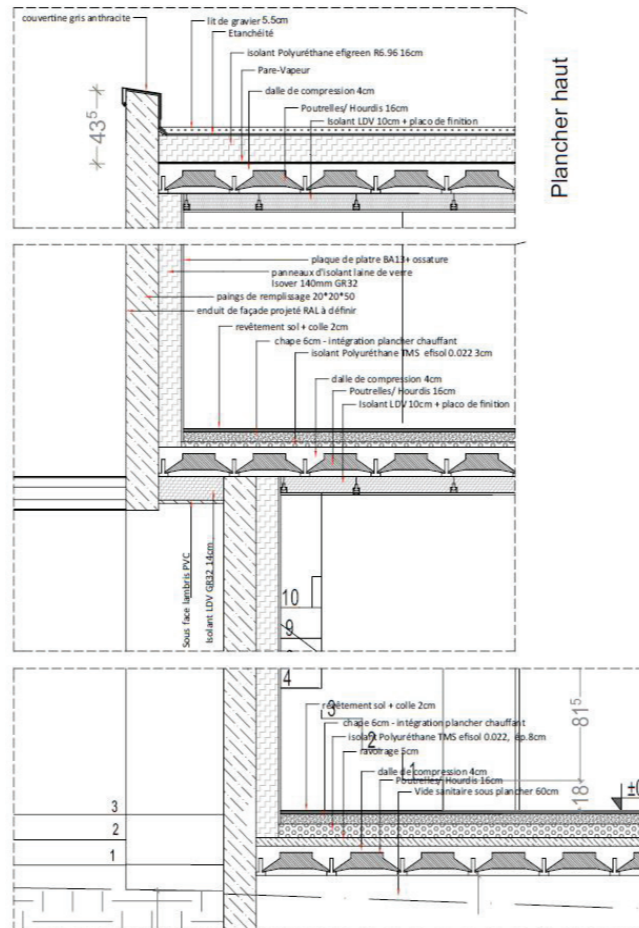 couvertine gris anthracite
lit de gravier 5.5cm
Etanchéité
isolant Polyuréthane efigreen R6.96 16cm
Pare-Vapeur
dalle de compression 4cm
Poutrelles/ Hourdis 16cm
Isolant LDV 10cm + placo de finition
43⁵
Plancher haut
plaque de platre BA13+ ossature
panneaux d'isolant laine de verre
Isover 140mm GR32
paings de remplissage 20*20*50
enduit de façade projeté RAL à définir
revêtement sol + colle 2cm
chape 6cm - intégration plancher chauffant
isolant Polyuréthane TMS efisol 0.022 3cm
dalle de compression 4cm
Poutrelles/ Hourdis 16cm
Isolant LDV 10cm + placo de finition
Sous face lambris PVC
Isolant LDV GR32 14cm
10
9
4
revêtement sol + colle 2cm
3
chape 6cm - intégration plancher chauffant
2
isolant Polyuréthane TMS efisol 0.022, ép.8cm
ravoirage 5cm
1
dalle de compression 4cm
Poutrelles/ Hourdis 16cm
Vide sanitaire sous plancher 60cm
81⁵
18
3
2
1